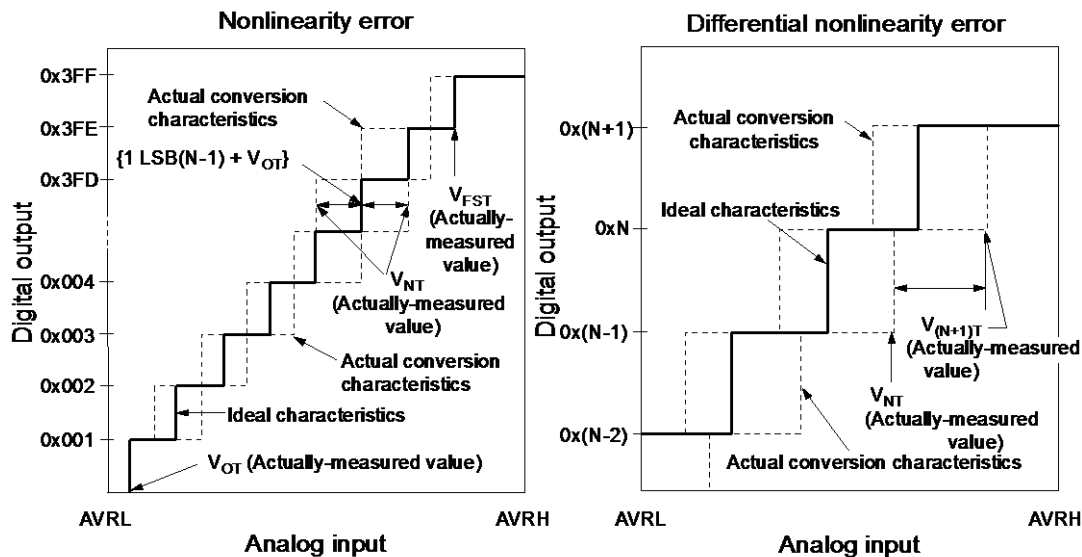 Nonlinearity error
0x3FF
0x3FE
0x3FD
0x004
0x003
0x002
0x001
Digital output
Actual conversion
characteristics
{1 LSB(N-1) + VOT}
VFST
(Actually-
measured
value)
VNT
(Actually-measured
value)
Actual conversion
characteristics
Ideal characteristics
VOT (Actually-measured value)
AVRL
AVRH
Analog input
Differential nonlinearity error
0x(N+1)
0xN
0x(N-1)
0x(N-2)
Digital output
Actual conversion
characteristics
Ideal characteristics
V(N+1)T
(Actually-measured
value)
VNT
(Actually-measured
value)
Actual conversion characteristics
AVRL
AVRH
Analog input